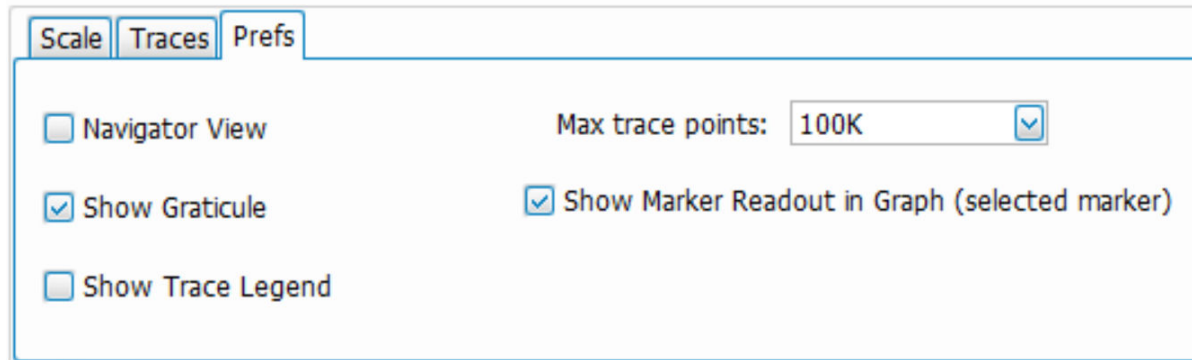 Scale Traces Prefs
Navigator View Max trace points: 100K
Show Graticule Show Marker Readout in Graph (selected marker)
Show Trace Legend